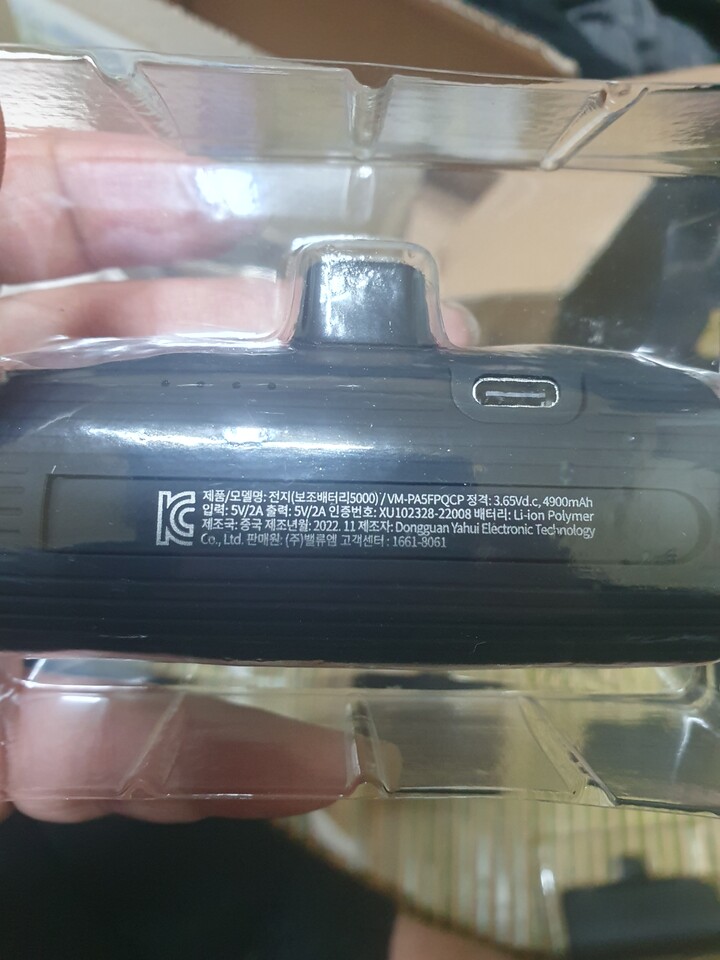 KC
제품/모델명: 전지(보조배터리5000) / VM-PA5FPQCP 정격: 3.65Vd.c, 4900mAh
입력: 5V/2A 출력: 5V/2A 인증번호: XU102328-22008 배터리: Li-ion Polymer
제조국: 중국 제조년월: 2022. 11 제조자: Dongguan Yahui Electronic Technology
Co., Ltd. 판매원: (주)밸류엠 고객센터 : 1661-8061